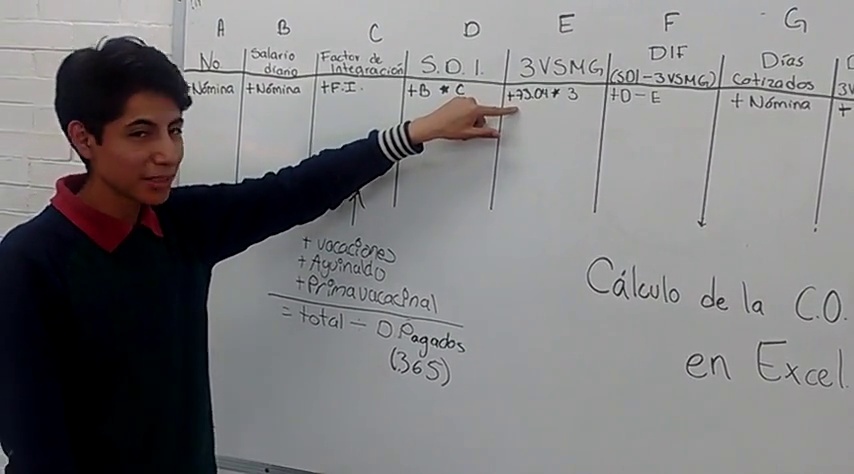 A B C D E F G
No Salario diario Factor de Integración S.D.I. 3VSMG DIF (SDI-3VSMG) Días Cotizados
+Nómina +Nómina +F.I. +B * C +73.04* 3 +D-E + Nómina +
+ vacaciones
+ Aguinaldo
+ Prima vacacional
= total ÷ D.Pagados
(365)
Cálculo de la C.O.
en Excel.